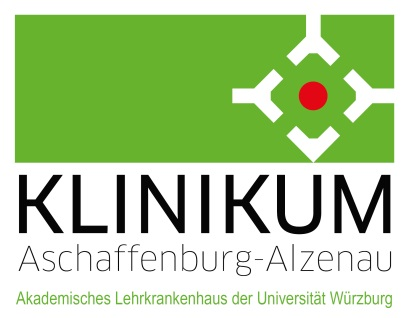 KLINIKUM
Aschaffenburg-Alzenau
Akademisches Lehrkrankenhaus der Universität Würzburg